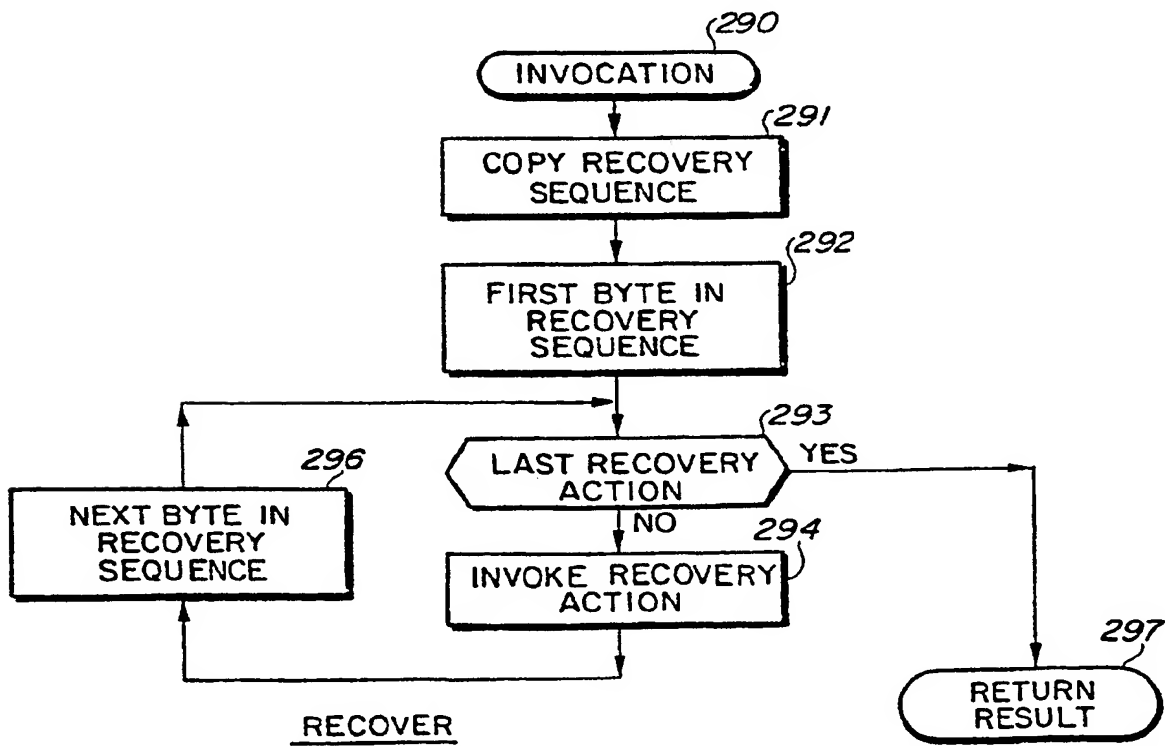 290
INVOCATION
291
COPY RECOVERY
SEQUENCE
292
FIRST BYTE IN
RECOVERY
SEQUENCE
293
LAST RECOVERY
ACTION
YES
NO
294
INVOKE RECOVERY
ACTION
296
NEXT BYTE IN
RECOVERY
SEQUENCE
297
RETURN
RESULT
RECOVER